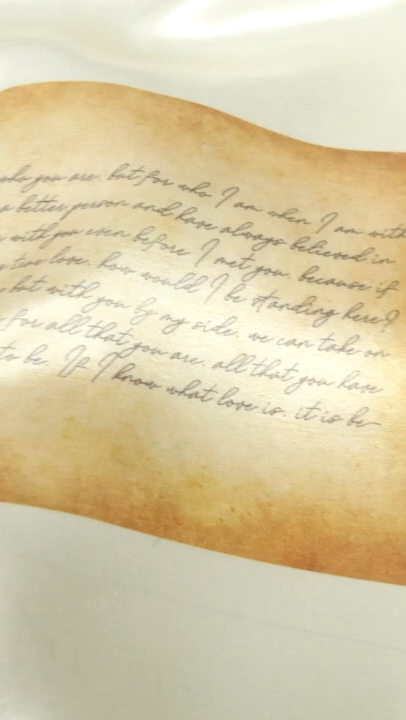 who you are, but for who I am when I am with
a better person and have always believed in
with you even before I met you, because if
true love, how would I be standing here?
but with you by my side, we can take on
for all that you are, all that you have
to be. If I know what love is, it is be-